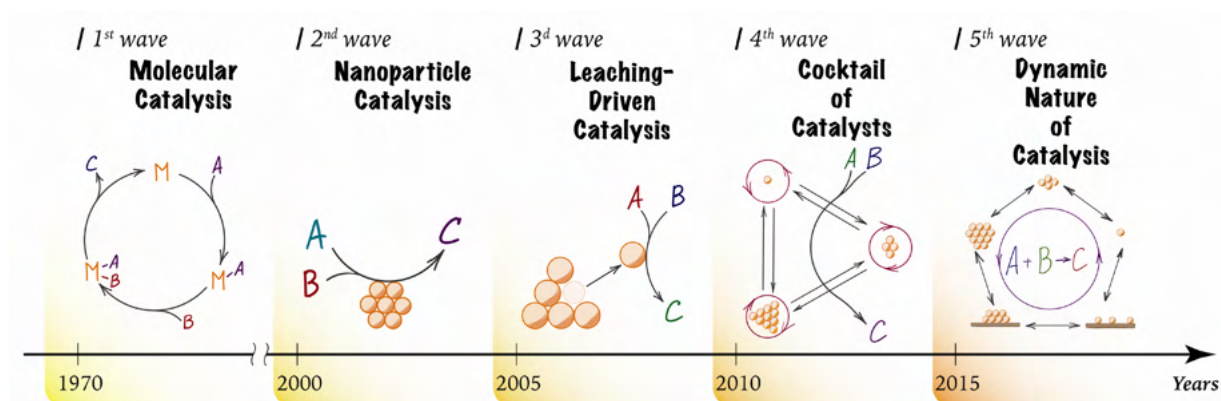 / 1st wave
Molecular
Catalysis
C
M
A
M-A
-B
M-A
B
/ 2nd wave
Nanoparticle
Catalysis
A
B
C
/ 3d wave
Leaching-
Driven
Catalysis
A
B
C
/ 4th wave
Cocktail
of
Catalysts
A B
C
/ 5th wave
Dynamic
Nature
of
Catalysis
A + B → C
1970
2000
2005
2010
2015
Years